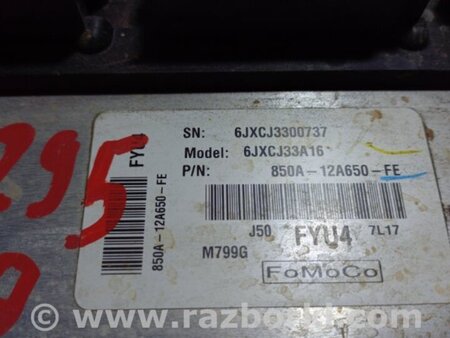 SN: 6JXCJ3300737
Model: 6JXCJ33A16
P/N: 850A-12A650-FE
FYU4
850A-12A650-FE
J50 FYU4 7L17
M799G
FoMoCo
295
© www.razborka.com